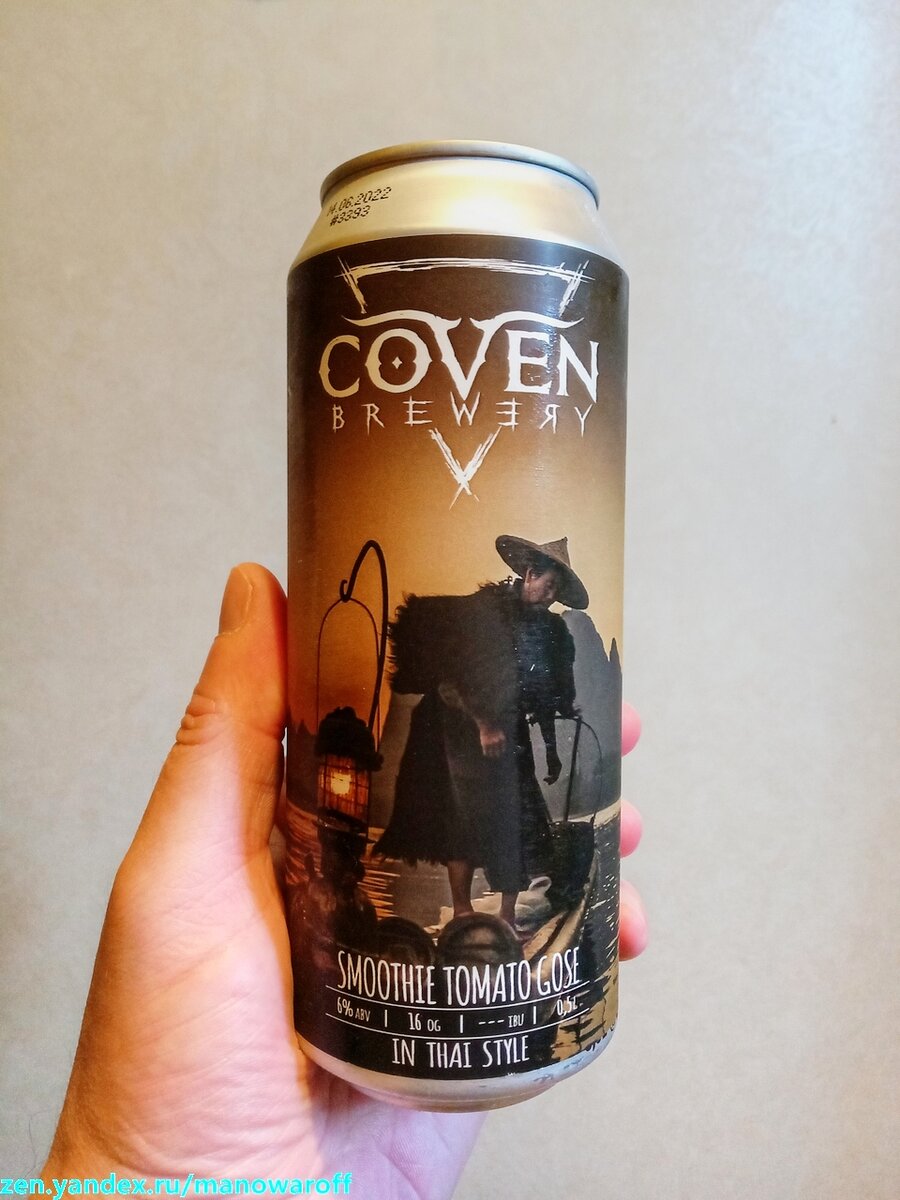 .06.2022
#3393
COVEN
BREWERY
SMOOTHIE TOMATO GOSE
6% ABV | 16 OG | --- IBU | 0,5L
IN THAI STYLE
zen.yandex.ru/manowaroff